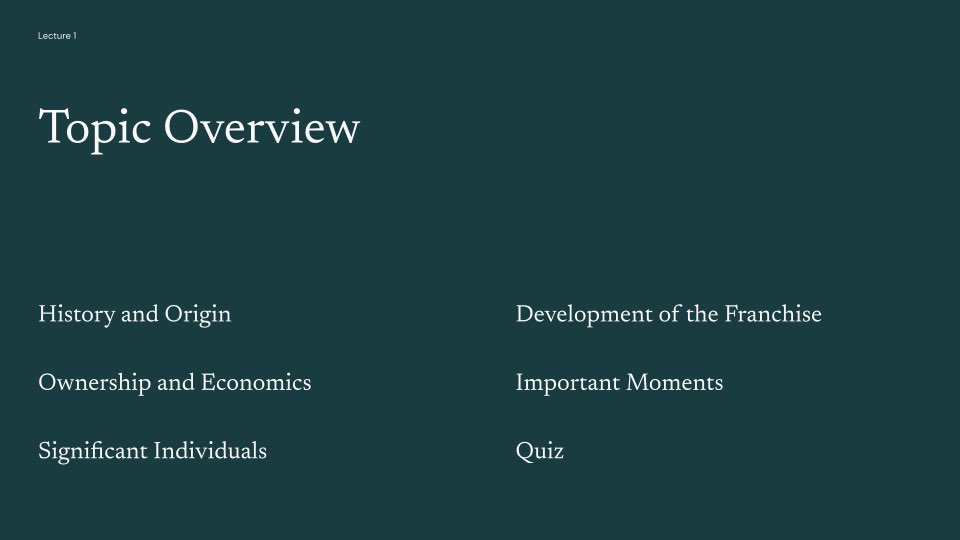 Lecture 1
Topic Overview
History and Origin
Ownership and Economics
Significant Individuals
Development of the Franchise
Important Moments
Quiz